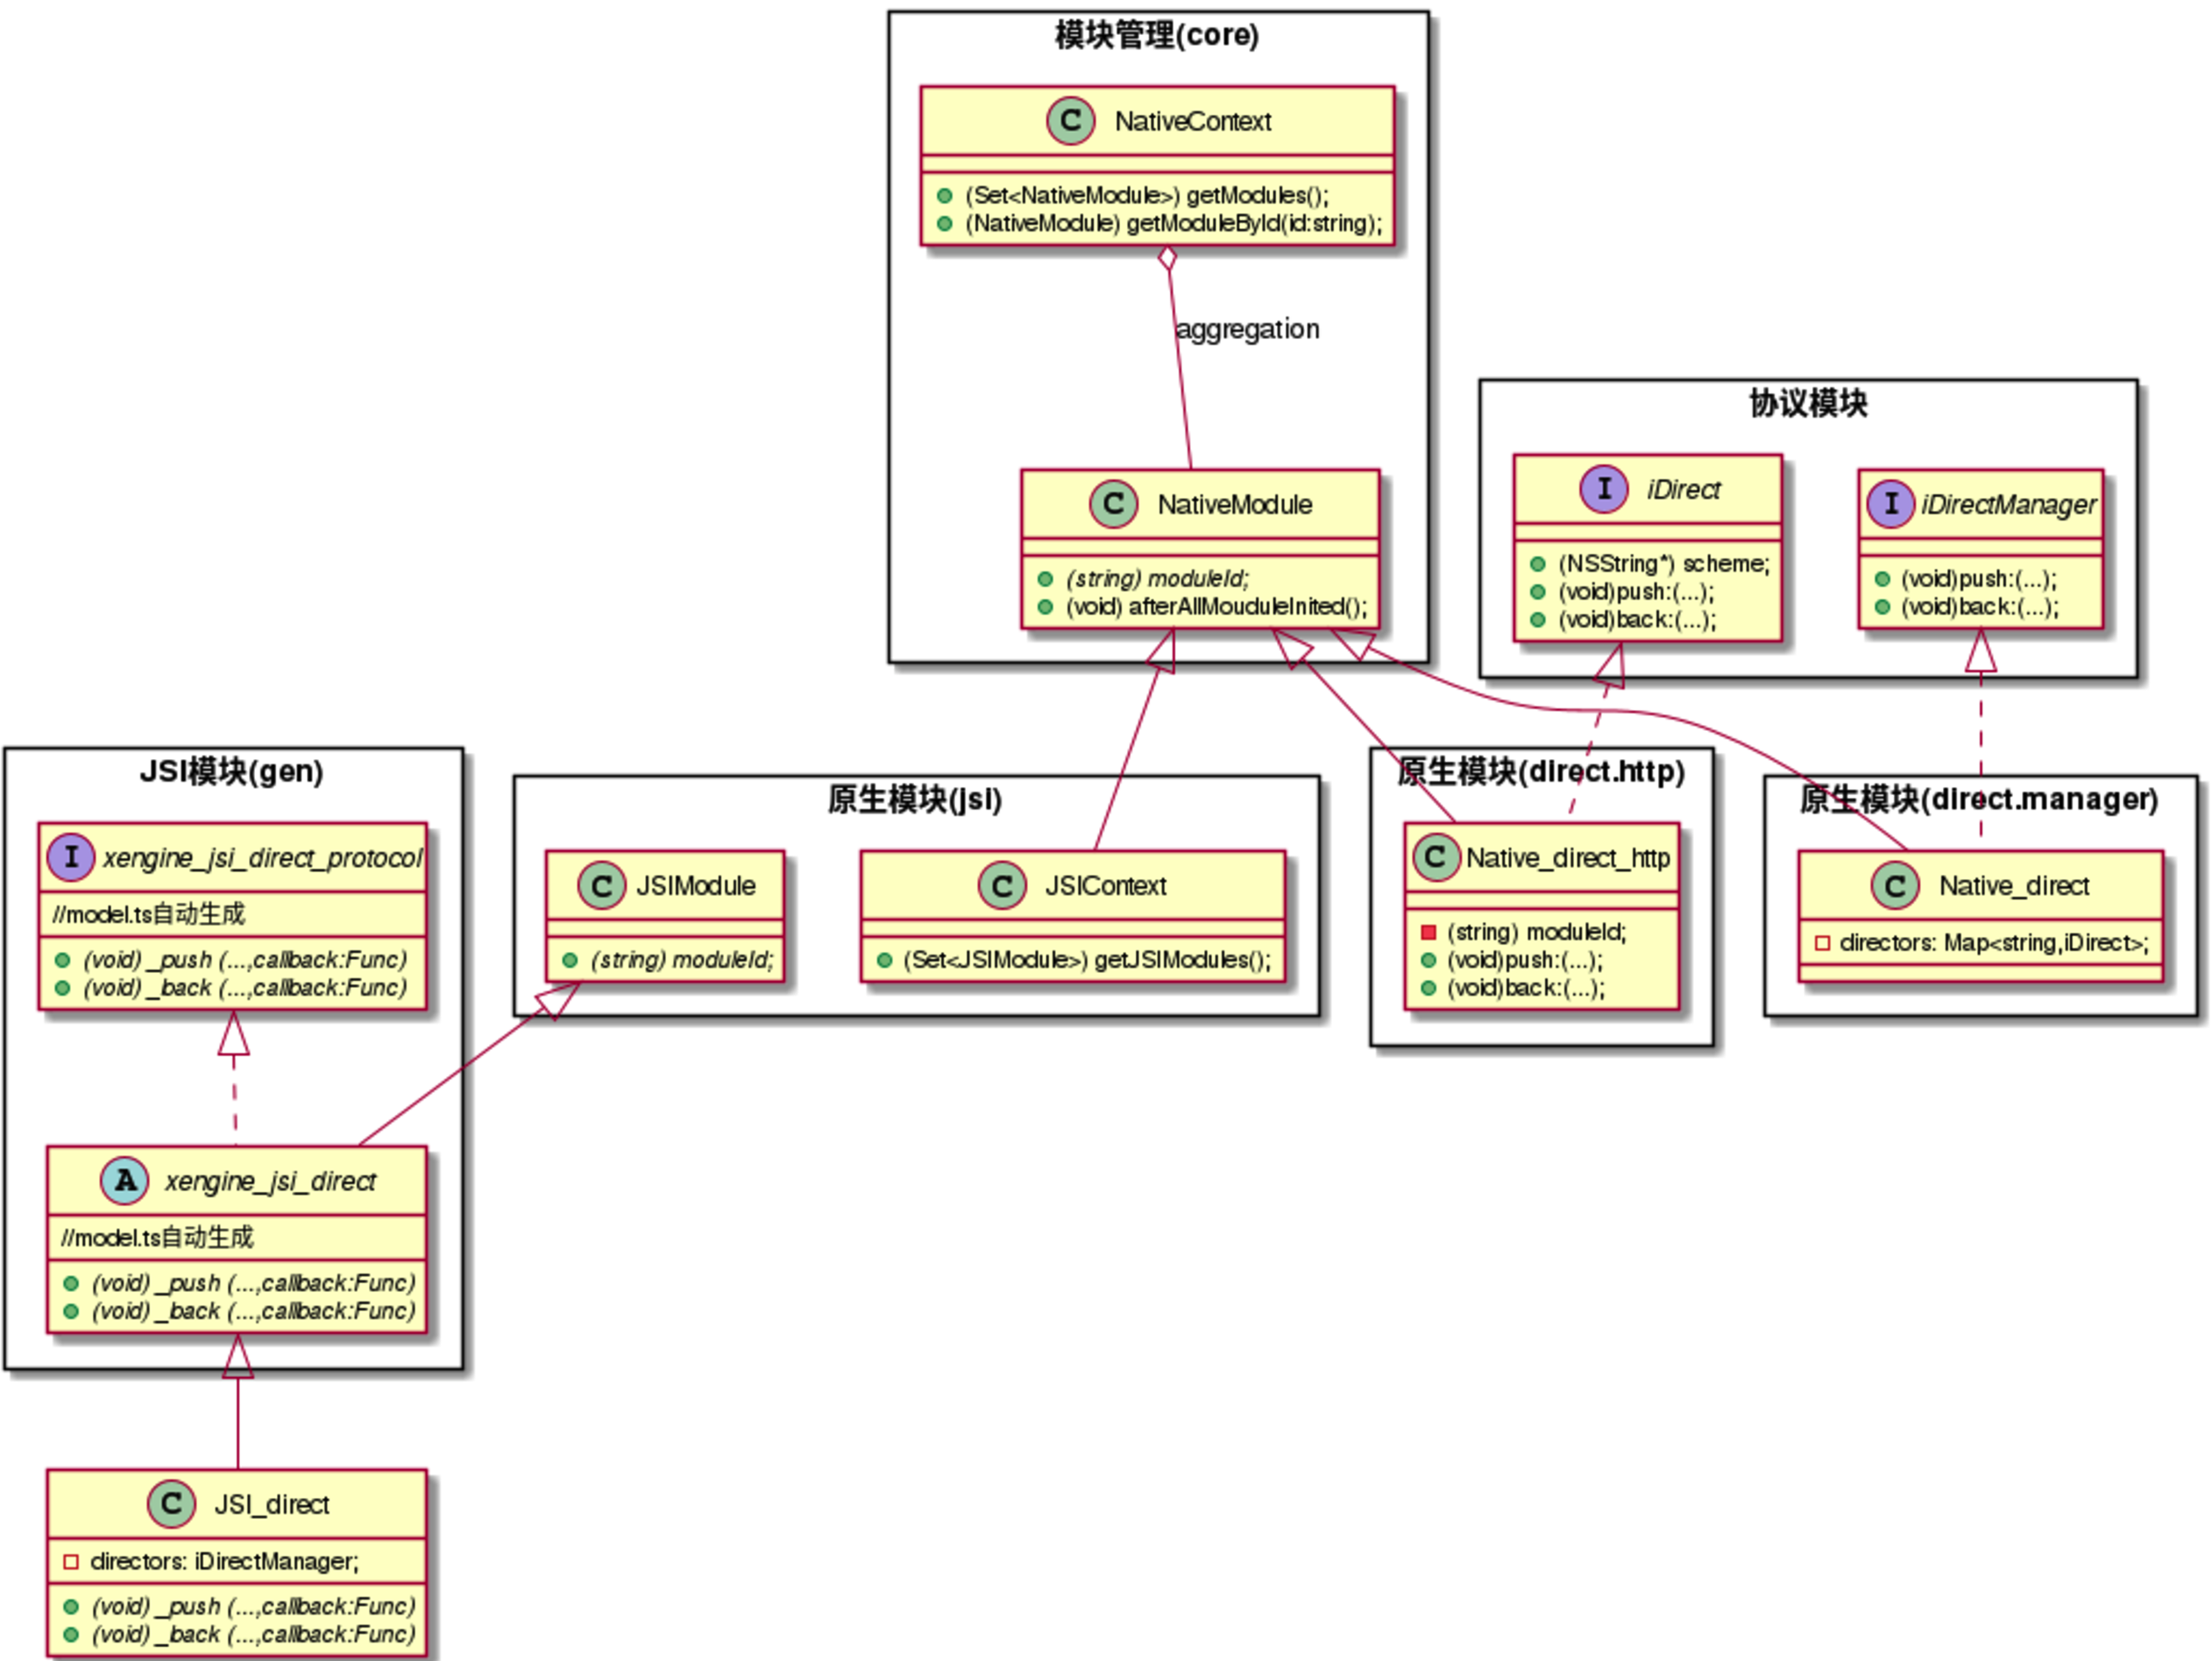 模块管理(core)
C NativeContext
(Set<NativeModule>) getModules();
(NativeModule) getModuleById(id:string);
aggregation
C NativeModule
(string) moduleId;
(void) afterAllMouduleInited();
协议模块
I iDirect
(NSString*) scheme;
(void)push:(...);
(void)back:(...);
I iDirectManager
(void)push:(...);
(void)back:(...);
JSI模块(gen)
I xengine_jsi_direct_protocol
//model.ts自动生成
(void) _push (...,callback:Func)
(void) _back (...,callback:Func)
原生模块(jsi)
C JSIModule
(string) moduleId;
C JSIContext
(Set<JSIModule>) getJSIModules();
原生模块(direct.http)
C Native_direct_http
(string) moduleId;
(void)push:(...);
(void)back:(...);
原生模块(direct.manager)
C Native_direct
directors: Map<string,iDirect>;
A xengine_jsi_direct
//model.ts自动生成
(void) _push (...,callback:Func)
(void) _back (...,callback:Func)
C JSI_direct
directors: iDirectManager;
(void) _push (...,callback:Func)
(void) _back (...,callback:Func)